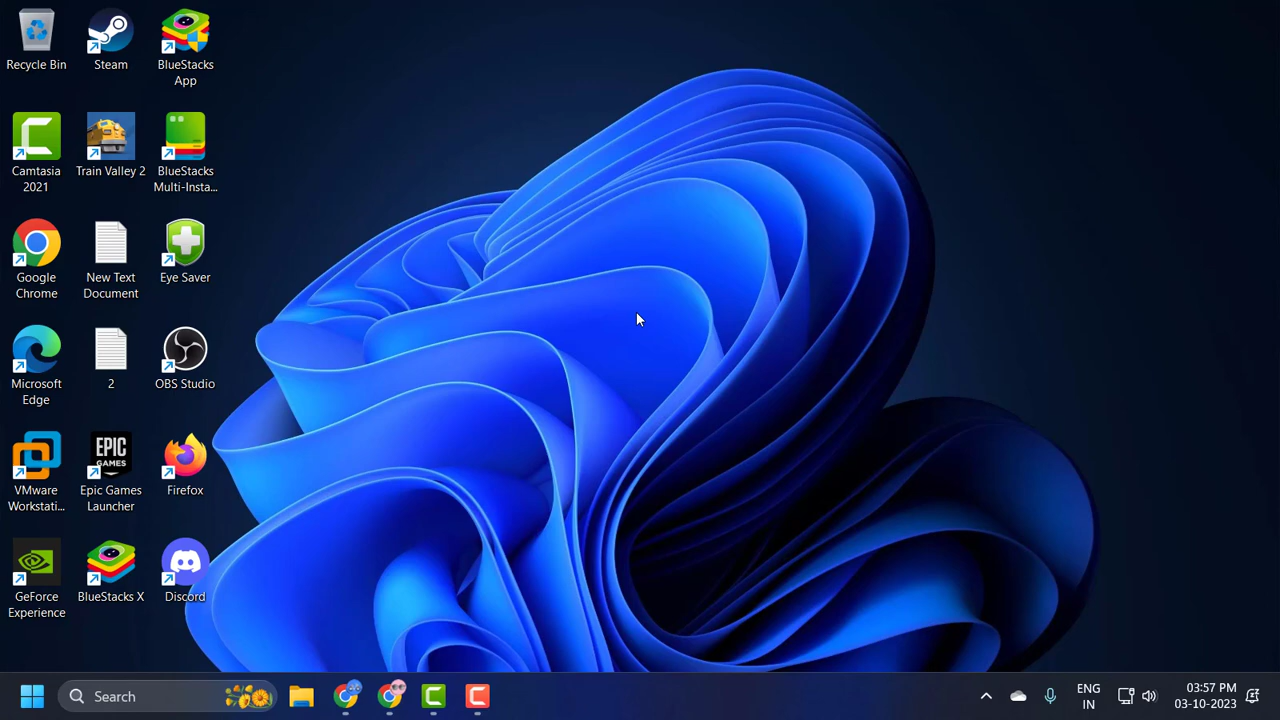 Recycle Bin
Steam
BlueStacks
App
Camtasia
2021
Train Valley 2
BlueStacks
Multi-Insta...
Google
Chrome
New Text
Document
Eye Saver
Microsoft
Edge
2
OBS Studio
VMware
Workstati...
EPIC
GAMES
Epic Games
Launcher
Firefox
GeForce
Experience
BlueStacks X
Discord
Search
ENG
IN
03:57 PM
03-10-2023